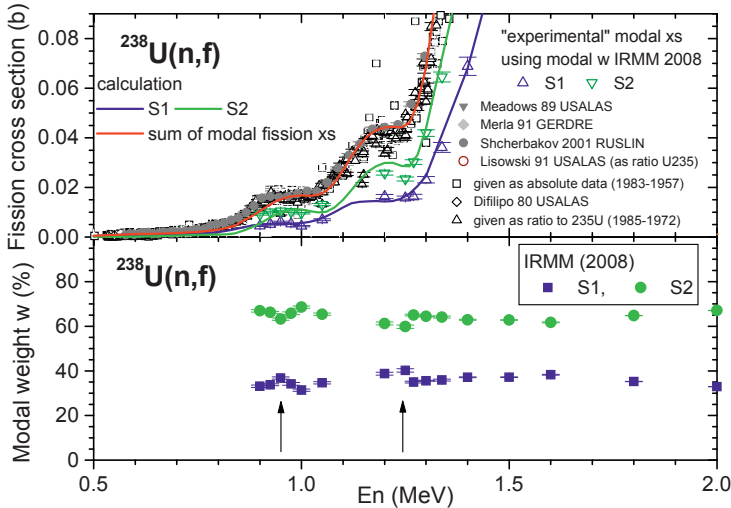 Fission cross section (b)
0.08
0.06
0.04
0.02
0.00
²³⁸U(n,f)
calculation
S1 S2
sum of modal fission xs
"experimental" modal xs
using modal w IRMM 2008
S1 S2
Meadows 89 USALAS
Merla 91 GERDRE
Shcherbakov 2001 RUSLIN
Lisowski 91 USALAS (as ratio U235)
given as absolute data (1983-1957)
Difilipo 80 USALAS
given as ratio to 235U (1985-1972)
Modal weight w (%)
80
60
40
20
0
²³⁸U(n,f)
IRMM (2008)
S1, S2
0.5 1.0 1.5 2.0
En (MeV)